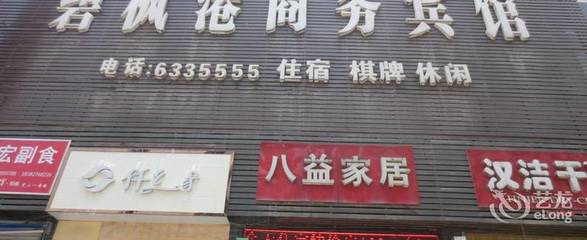 碧枫港商务宾馆
电话:6335555 住宿 棋牌 休闲
宏副食
八益家居
汉洁干
艺龙
eLong